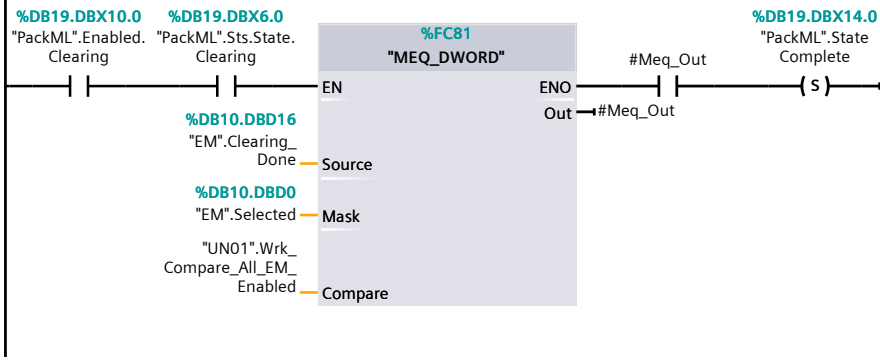 %DB19.DBX10.0
"PackML".Enabled.
Clearing
%DB19.DBX6.0
"PackML".Sts.State.
Clearing
%FC81
"MEQ_DWORD"
%DB19.DBX14.0
"PackML".State
Complete
#Meq_Out
EN
ENO
S
Out
#Meq_Out
%DB10.DBD16
"EM".Clearing_
Done
Source
%DB10.DBD0
"EM".Selected
Mask
"UN01".Wrk_
Compare_All_EM_
Enabled
Compare